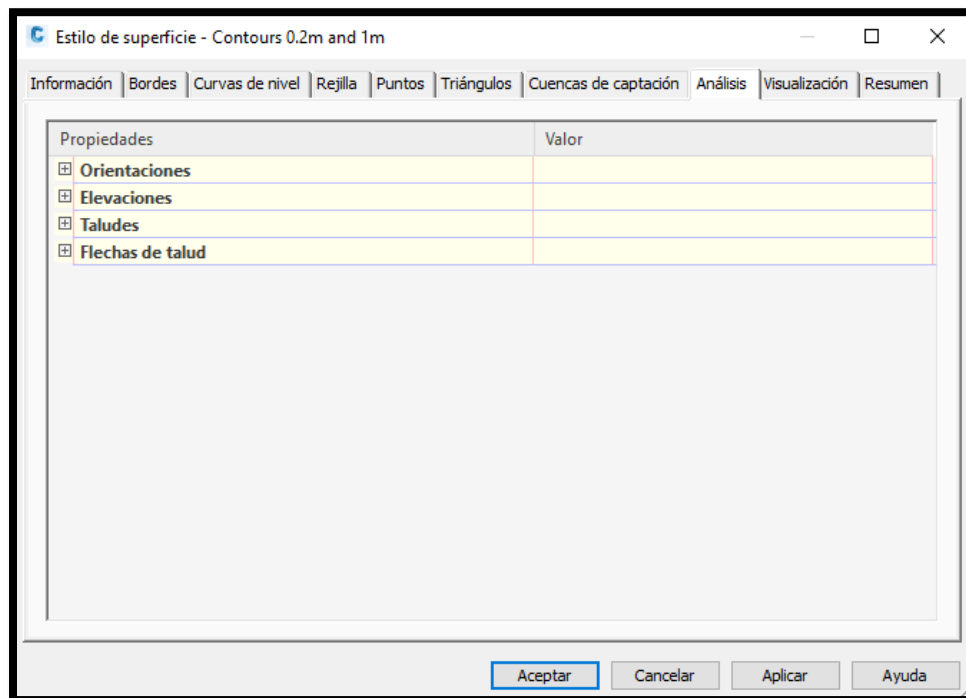 Estilo de superficie - Contours 0.2m and 1m
Información Bordes Curvas de nivel Rejilla Puntos Triángulos Cuencas de captación Análisis Visualización Resumen
Propiedades Valor
Orientaciones
Elevaciones
Taludes
Flechas de talud
Aceptar Cancelar Aplicar Ayuda